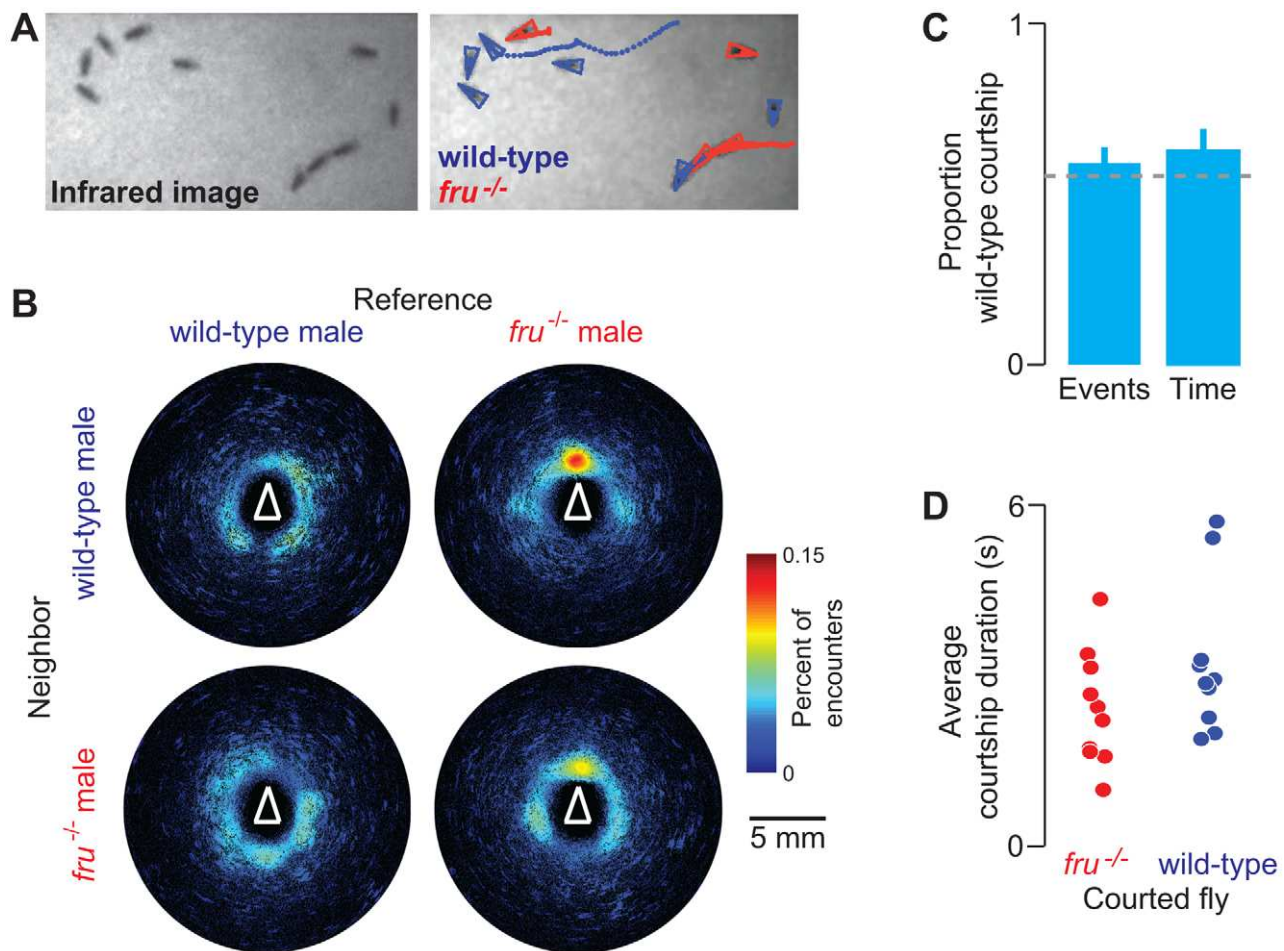 A
Infrared image
wild-type
fru -/-
B
Reference
wild-type male
fru -/- male
Neighbor
wild-type male
fru -/- male
0.15
0
Percent of
encounters
5 mm
C
1
0
Proportion
wild-type courtship
Events
Time
D
6
0
Average
courtship duration (s)
fru -/-
wild-type
Courted fly